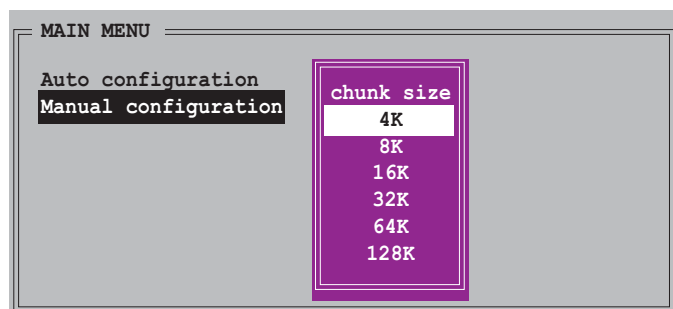 MAIN MENU
Auto configuration
Manual configuration
chunk size
4K
8K
16K
32K
64K
128K